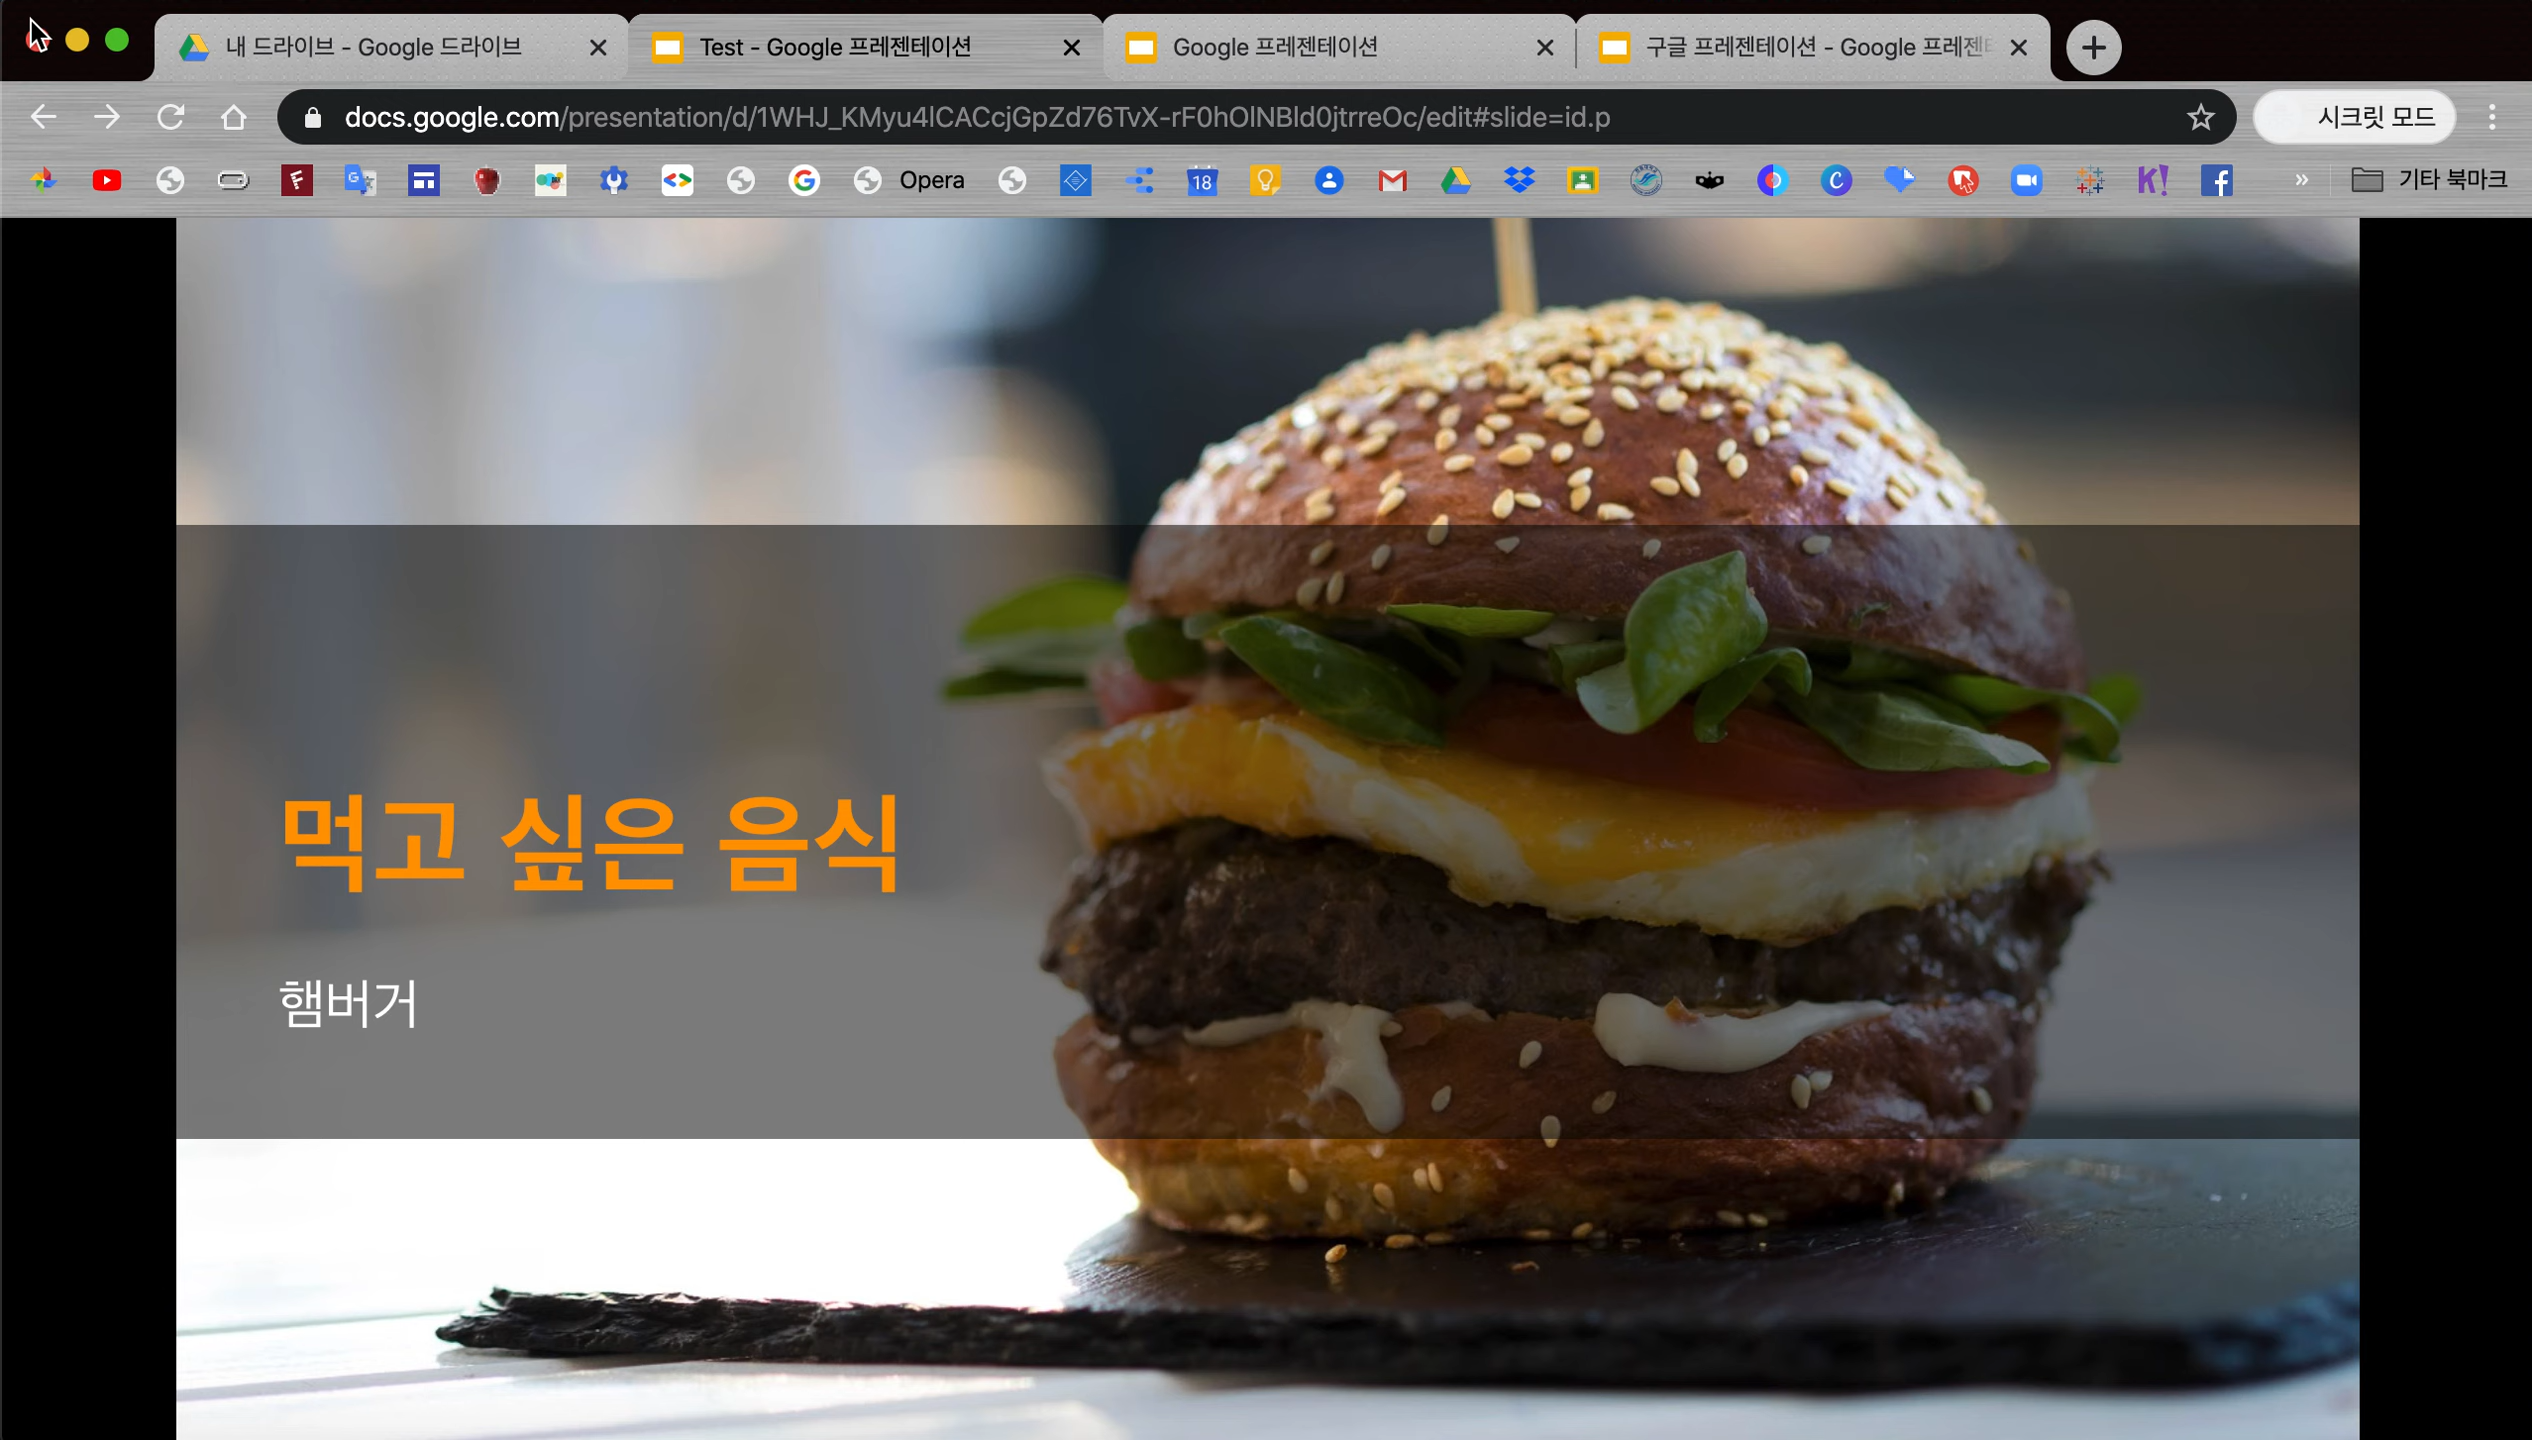 내 드라이브 - Google 드라이브
Test - Google 프레젠테이션
Google 프레젠테이션
구글 프레젠테이션 - Google 프레젠
docs.google.com/presentation/d/1WHJ_KMyu4lCACcjGpZd76TvX-rF0hOlNBld0jtrreOc/edit#slide=id.p
시크릿 모드
Opera
18
K!
기타 북마크
먹고 싶은 음식
햄버거